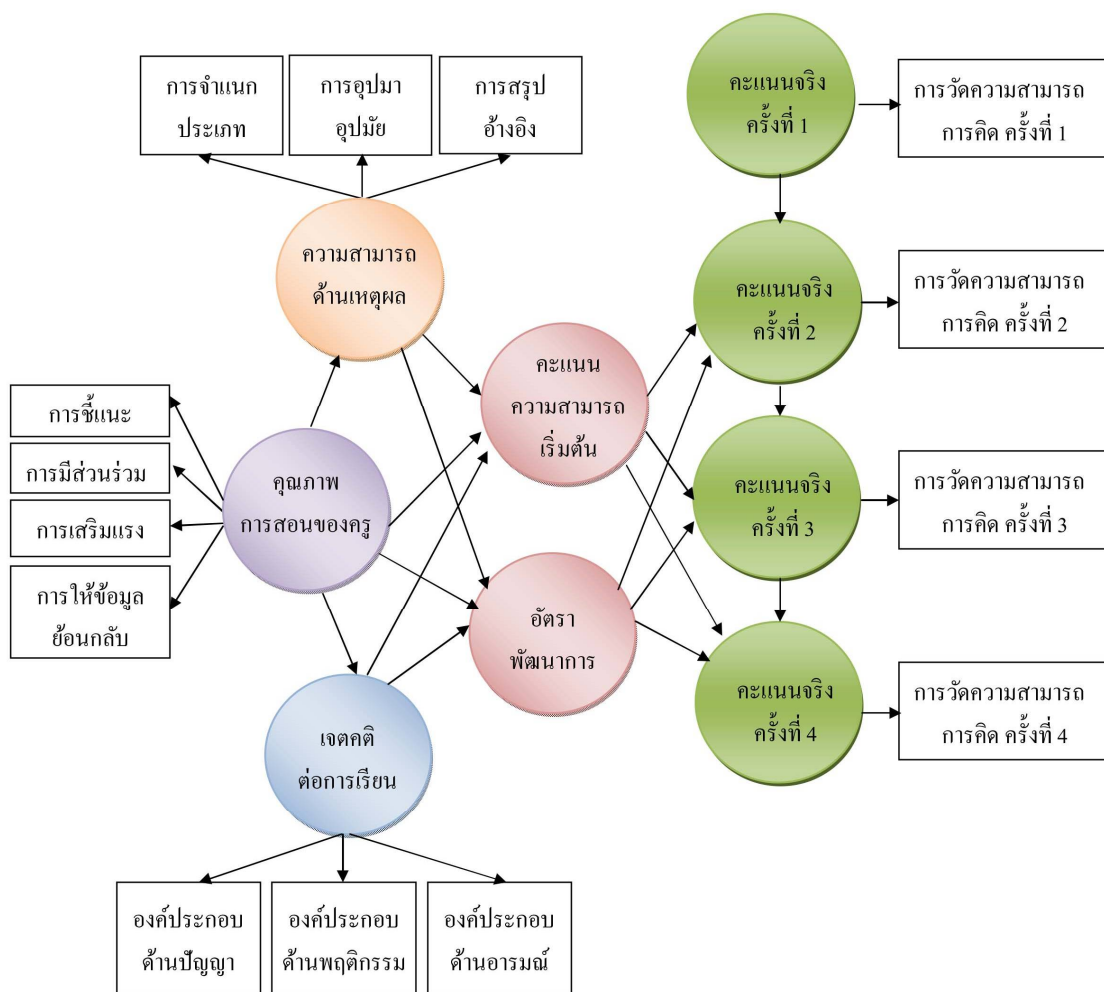 การจำแนก
ประเภท
การอุปมา
อุปมัย
การสรุป
อ้างอิง
คะแนนจริง
ครั้งที่ 1
การวัดความสามารถ
การคิด ครั้งที่ 1
ความสามารถ
ด้านเหตุผล
คะแนนจริง
ครั้งที่ 2
การวัดความสามารถ
การคิด ครั้งที่ 2
คะแนน
ความสามารถ
เริ่มต้น
การชี้แนะ
การมีส่วนร่วม
การเสริมแรง
การให้ข้อมูล
ย้อนกลับ
คุณภาพ
การสอนของครู
คะแนนจริง
ครั้งที่ 3
การวัดความสามารถ
การคิด ครั้งที่ 3
อัตรา
พัฒนาการ
คะแนนจริง
ครั้งที่ 4
การวัดความสามารถ
การคิด ครั้งที่ 4
เจตคติ
ต่อการเรียน
องค์ประกอบ
ด้านปัญญา
องค์ประกอบ
ด้านพฤติกรรม
องค์ประกอบ
ด้านอารมณ์